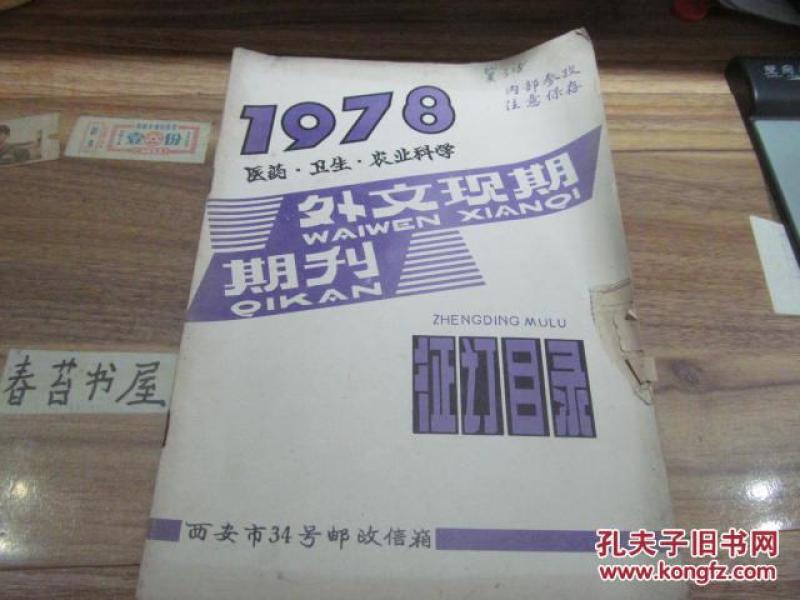 1978
内部参考
注意保存
医药·卫生·农业科学
外文现期
WAIWEN XIANQI
期刊
QIKAN
ZHENGDING MULU
征订目录
西安市34号邮政信箱
春苔书屋
孔夫子旧书网
www.kongfz.com